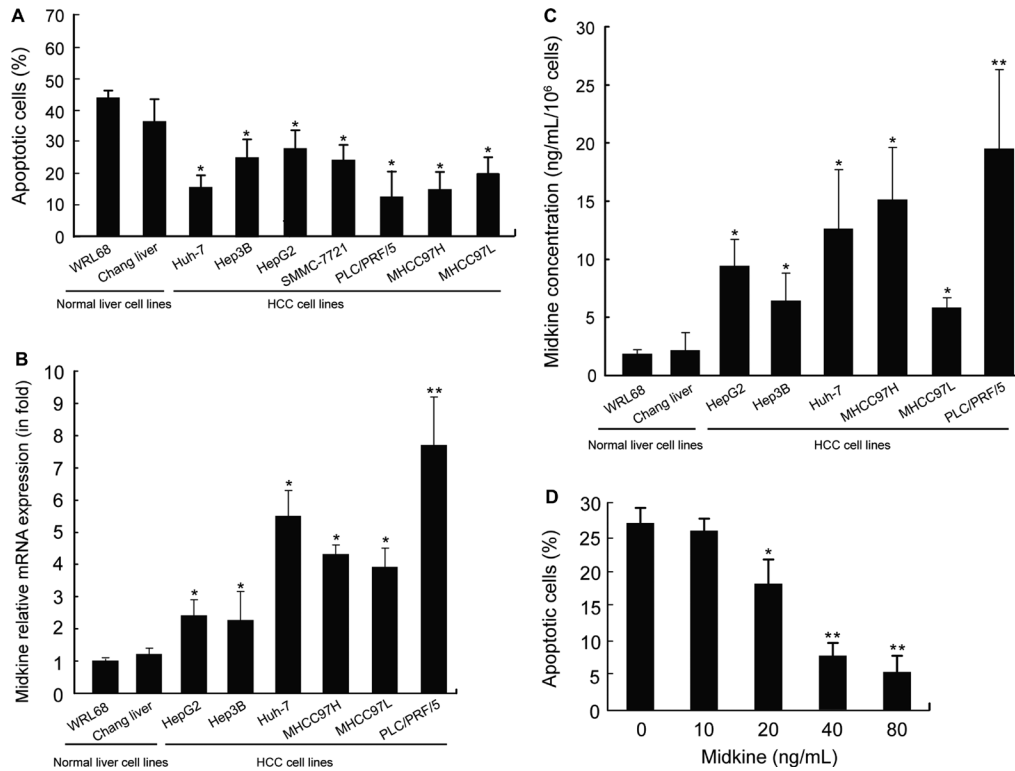 A
Apoptotic cells (%)
70
60
50
40
30
20
10
0
* * * * * * *
WRL68 Chang liver Huh-7 Hep3B HepG2 SMMC-7721 PLC/PRF/5 MHCC97H MHCC97L
Normal liver cell lines HCC cell lines
B
Midkine relative mRNA expression (in fold)
10
9
8
7
6
5
4
3
2
1
0
* * * * * **
WRL68 Chang liver HepG2 Hep3B Huh-7 MHCC97H MHCC97L PLC/PRF/5
Normal liver cell lines HCC cell lines
C
Midkine concentration (ng/mL/10⁶ cells)
30
25
20
15
10
5
0
* * * * * **
WRL68 Chang liver HepG2 Hep3B Huh-7 MHCC97H MHCC97L PLC/PRF/5
Normal liver cell lines HCC cell lines
D
Apoptotic cells (%)
30
25
20
15
10
5
0
* ** **
0 10 20 40 80
Midkine (ng/mL)